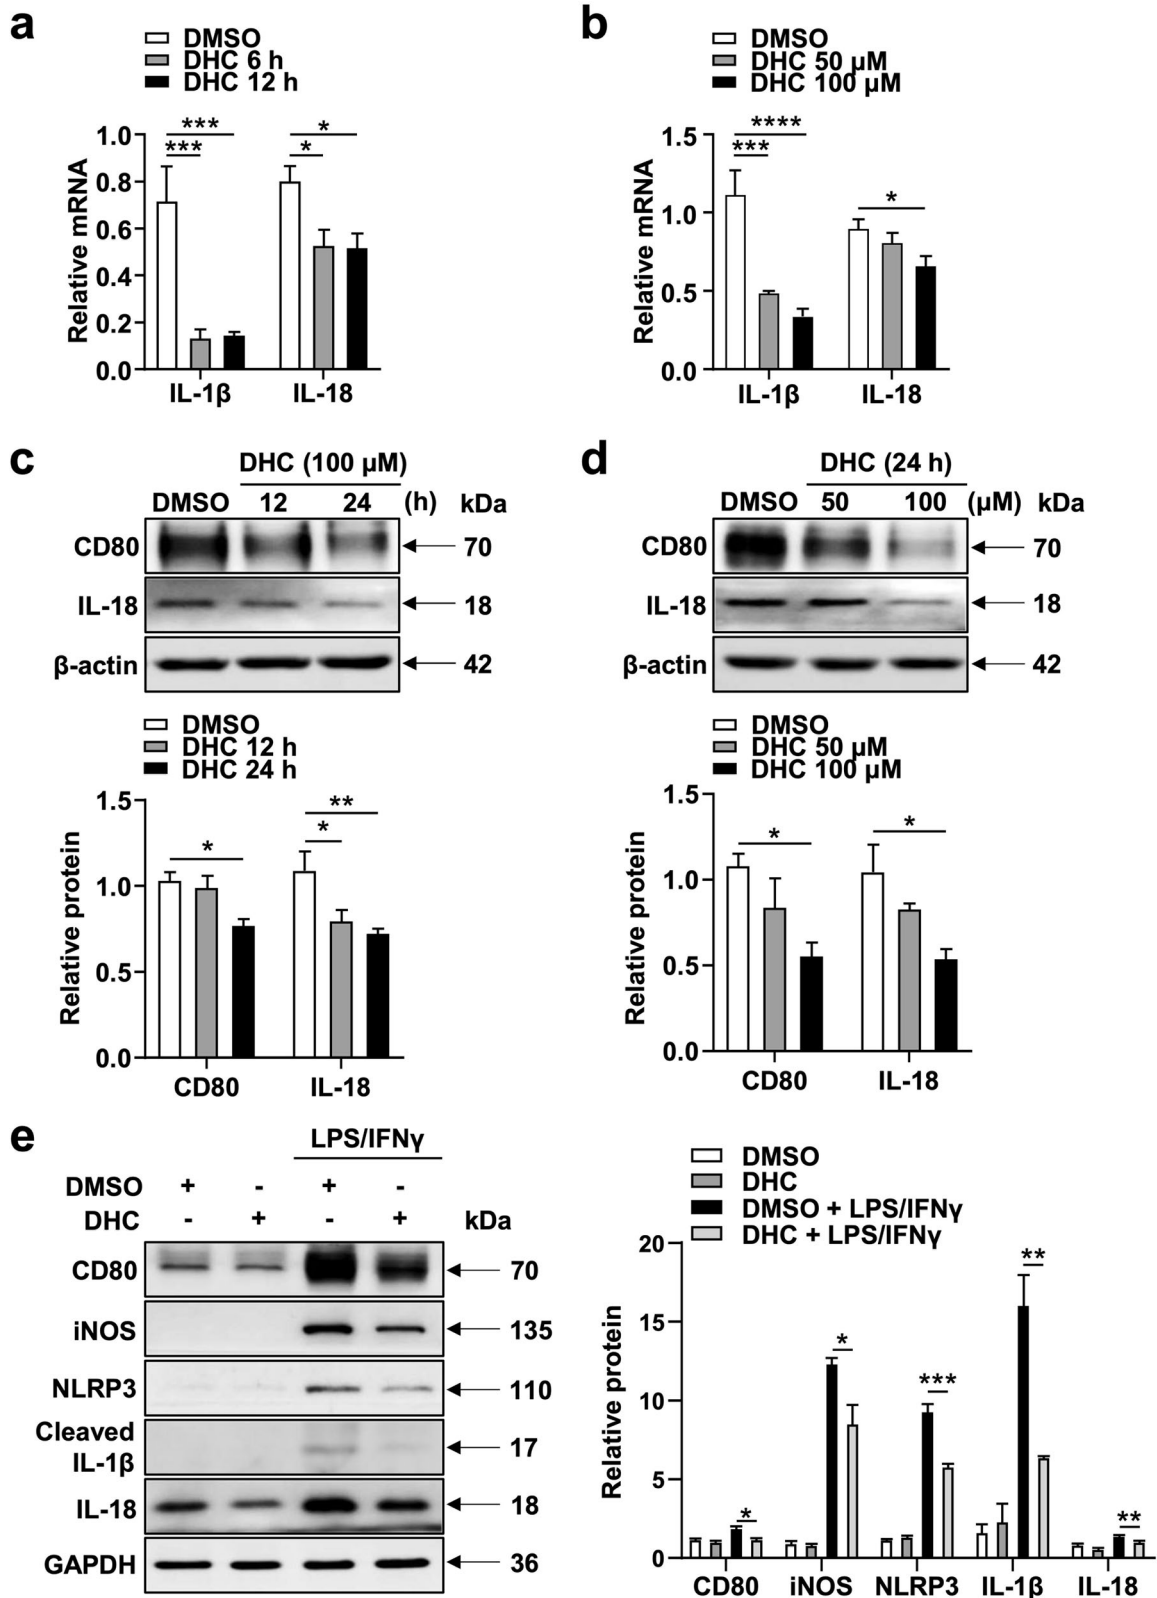 a
DMSO
DHC 6 h
DHC 12 h
Relative mRNA
1.0
0.8
0.6
0.4
0.2
0.0
***
***
*
*
IL-1β IL-18
b
DMSO
DHC 50 µM
DHC 100 µM
Relative mRNA
1.5
1.0
0.5
0.0
****
***
*
IL-1β IL-18
c
DHC (100 µM)
DMSO 12 24 (h) kDa
CD80 70
IL-18 18
β-actin 42
DMSO
DHC 12 h
DHC 24 h
Relative protein
1.5
1.0
0.5
0.0
*
**
*
CD80 IL-18
d
DHC (24 h)
DMSO 50 100 (µM) kDa
CD80 70
IL-18 18
β-actin 42
DMSO
DHC 50 µM
DHC 100 µM
Relative protein
1.5
1.0
0.5
0.0
*
*
CD80 IL-18
e
LPS/IFNγ
DMSO + - + -
DHC - + - + kDa
CD80 70
iNOS 135
NLRP3 110
Cleaved
IL-1β 17
IL-18 18
GAPDH 36
DMSO
DHC
DMSO + LPS/IFNγ
DHC + LPS/IFNγ
Relative protein
20
15
10
5
0
*
*
***
**
**
CD80 iNOS NLRP3 IL-1β IL-18